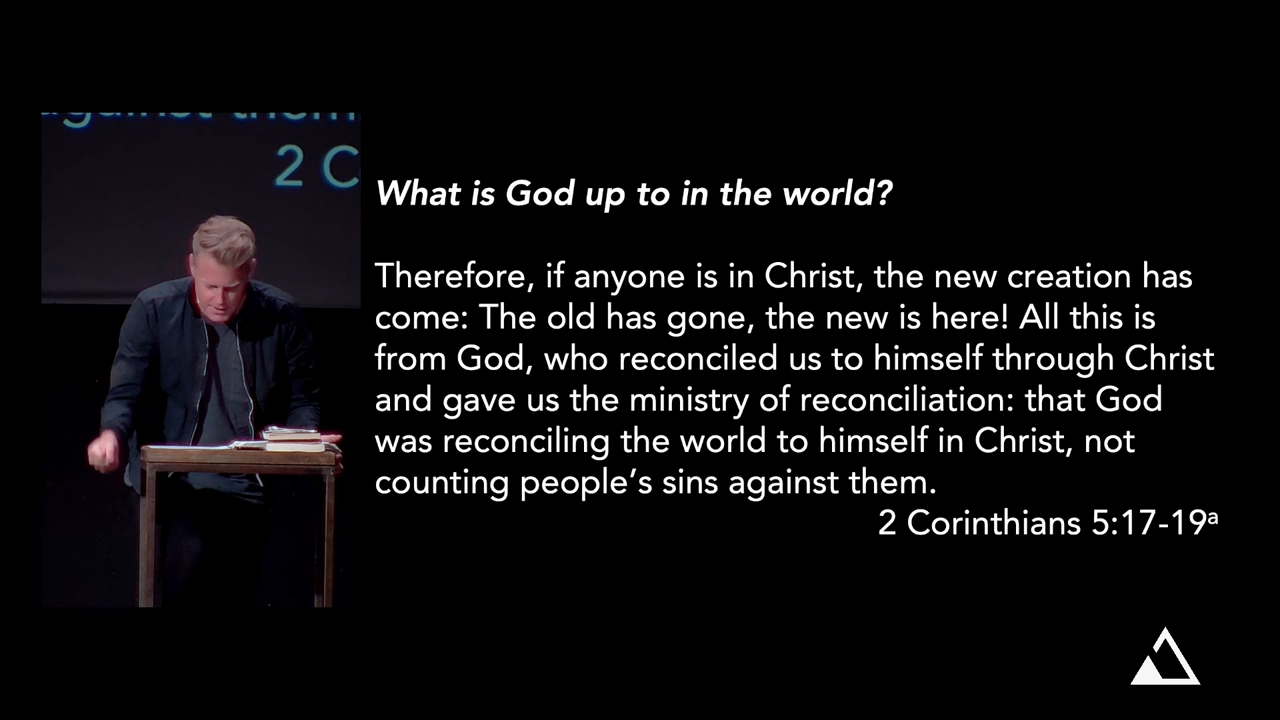 against them
2 C
What is God up to in the world?
Therefore, if anyone is in Christ, the new creation has
come: The old has gone, the new is here! All this is
from God, who reconciled us to himself through Christ
and gave us the ministry of reconciliation: that God
was reconciling the world to himself in Christ, not
counting people’s sins against them.
2 Corinthians 5:17-19ª